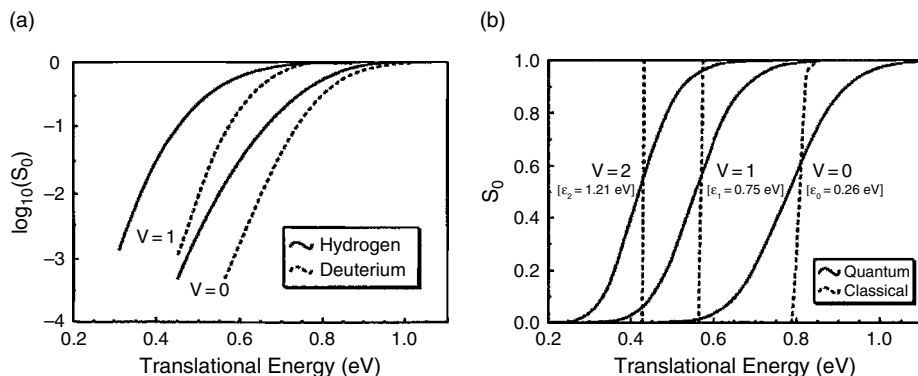 (a)
log₁₀(S₀)
0
−1
−2
−3
−4
V = 1
V = 0
Hydrogen
Deuterium
0.2 0.4 0.6 0.8 1.0
Translational Energy (eV)
(b)
S₀
1.0
0.8
0.6
0.4
0.2
0.0
V = 2
[ε₂ = 1.21 eV]
V = 1
[ε₁ = 0.75 eV]
V = 0
[ε₀ = 0.26 eV]
Quantum
Classical
0.2 0.4 0.6 0.8 1.0
Translational Energy (eV)